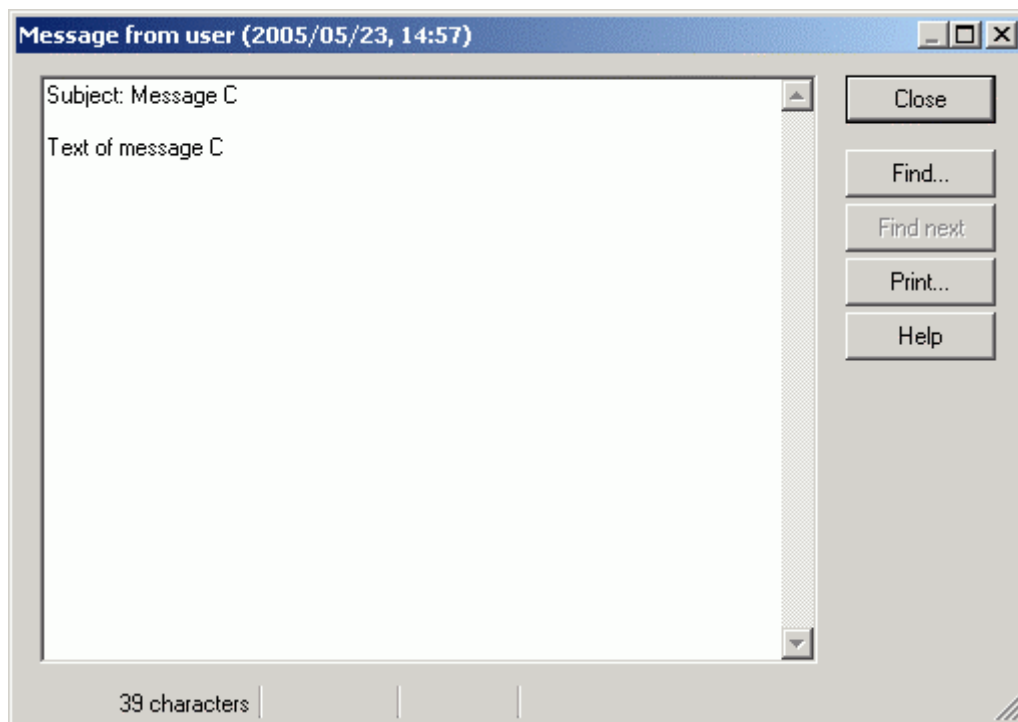 Message from user (2005/05/23, 14:57)
Subject: Message C
Text of message C
Close
Find...
Find next
Print...
Help
39 characters